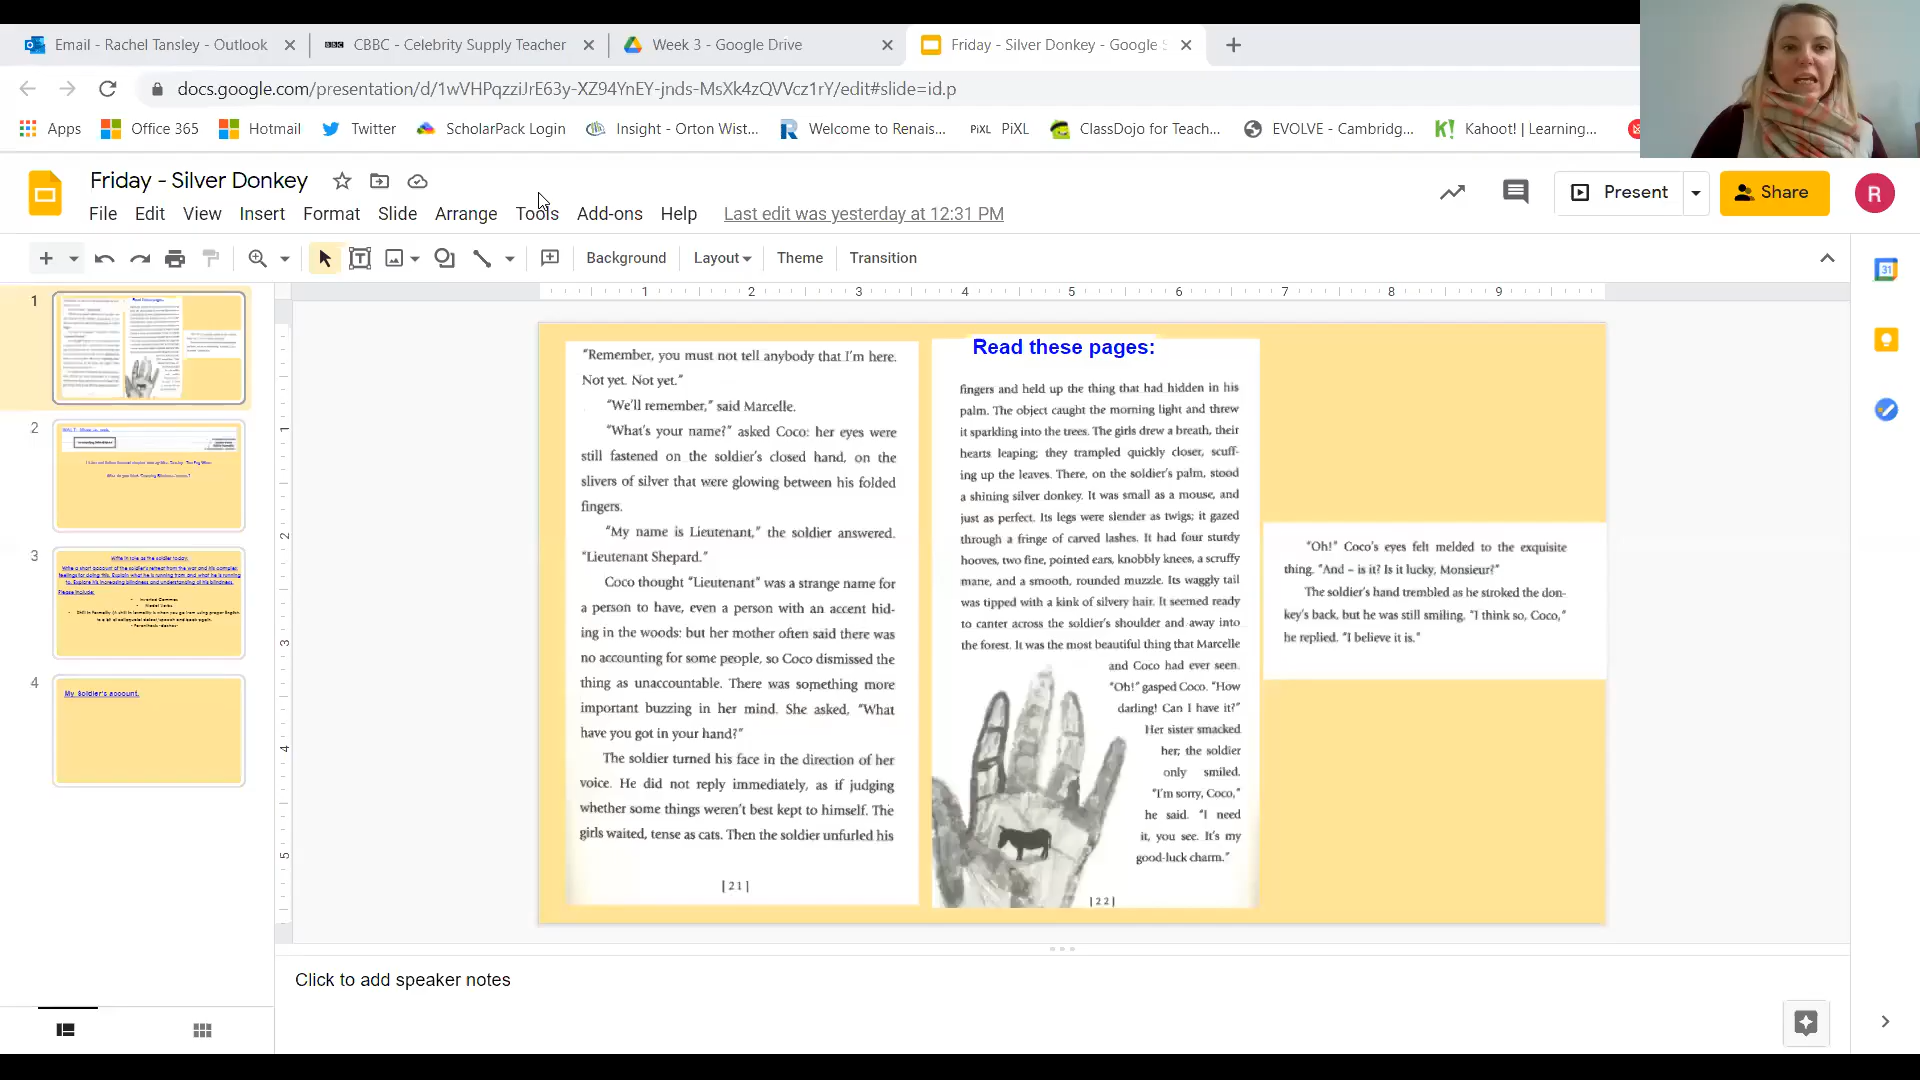 Email - Rachel Tansley - Outlook
CBBC - Celebrity Supply Teacher
Week 3 - Google Drive
Friday - Silver Donkey - Google
docs.google.com/presentation/d/1wVHPqzziJrE63y-XZ94YnEY-jnds-MsXk4zQVVcz1rY/edit#slide=id.p
Apps
Office 365
Hotmail
Twitter
ScholarPack Login
Insight - Orton Wist...
Welcome to Renais...
PiXL PiXL
ClassDojo for Teach...
EVOLVE - Cambridg...
Kahoot! | Learning...
Friday - Silver Donkey
Present
Share
R
File Edit View Insert Format Slide Arrange Tools Add-ons Help Last edit was yesterday at 12:31 PM
Background Layout Theme Transition
1 2 3 4 5 6 7 8 9
1
2
3
4
My Soldier's account.
1
2
3
4
5
"Remember, you must not tell anybody that I'm here.
Not yet. Not yet."
"We'll remember," said Marcelle.
"What's your name?" asked Coco: her eyes were
still fastened on the soldier's closed hand, on the
slivers of silver that were glowing between his folded
fingers.
"My name is Lieutenant," the soldier answered.
"Lieutenant Shepard."
Coco thought "Lieutenant" was a strange name for
a person to have, even a person with an accent hid-
ing in the woods: but her mother often said there was
no accounting for some people, so Coco dismissed the
thing as unaccountable. There was something more
important buzzing in her mind. She asked, "What
have you got in your hand?"
The soldier turned his face in the direction of her
voice. He did not reply immediately, as if judging
whether some things weren't best kept to himself. The
girls waited, tense as cats. Then the soldier unfurled his
[21]
Read these pages:
fingers and held up the thing that had hidden in his
palm. The object caught the morning light and threw
it sparkling into the trees. The girls drew a breath, their
hearts leaping; they trampled quickly closer, scuff-
ing up the leaves. There, on the soldier's palm, stood
a shining silver donkey. It was small as a mouse, and
just as perfect. Its legs were slender as twigs; it gazed
through a fringe of carved lashes. It had four sturdy
hooves, two fine, pointed ears, knobbly knees, a scruffy
mane, and a smooth, rounded muzzle. Its waggly tail
was tipped with a kink of silvery hair. It seemed ready
to canter across the soldier's shoulder and away into
the forest. It was the most beautiful thing that Marcelle
and Coco had ever seen.
"Oh!" gasped Coco. "How
darling! Can I have it?"
Her sister smacked
her; the soldier
only smiled.
"I'm sorry, Coco,"
he said. "I need
it, you see. It's my
good-luck charm."
[22]
"Oh!" Coco's eyes felt melded to the exquisite
thing. "And – is it? Is it lucky, Monsieur?"
The soldier's hand trembled as he stroked the don-
key's back, but he was still smiling. "I think so, Coco,"
he replied. "I believe it is."
Click to add speaker notes